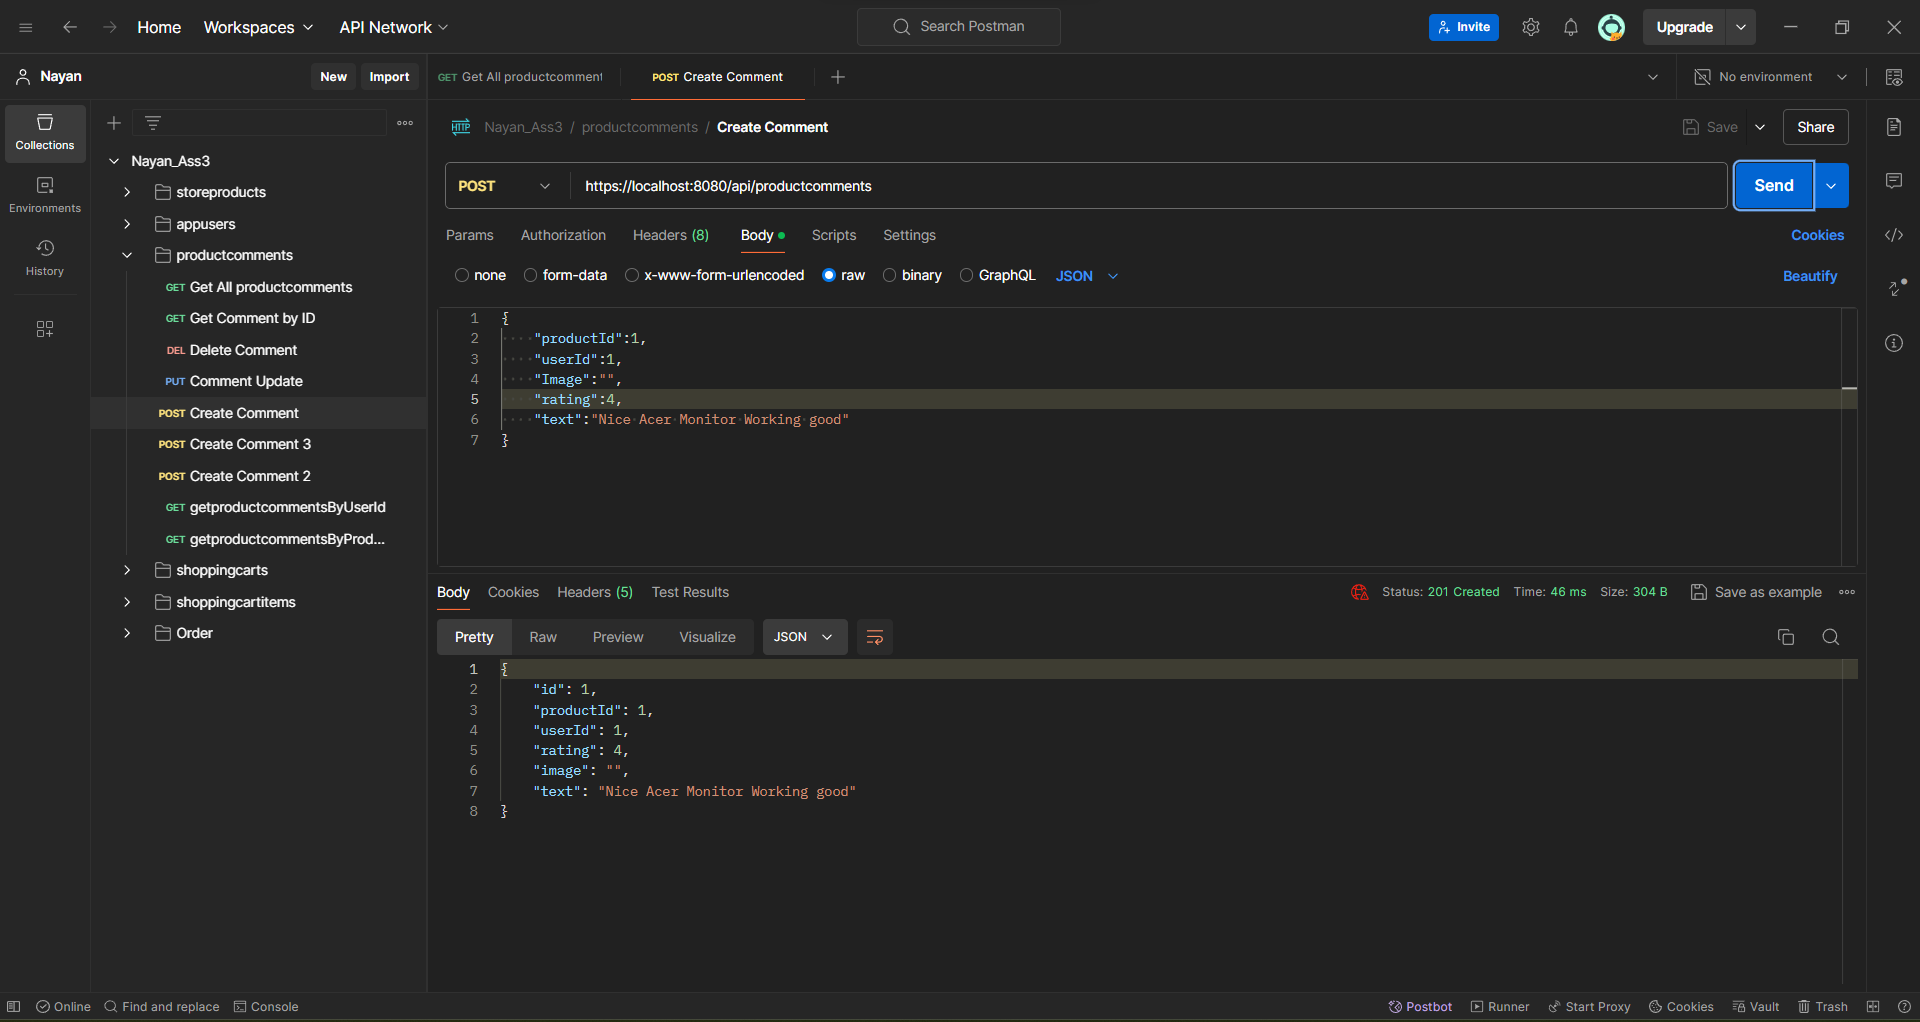 Home Workspaces API Network Search Postman Invite Upgrade
Nayan New Import GET Get All productcomment POST Create Comment No environment
Collections
Environments
History
Nayan_Ass3
storeproducts
appusers
productcomments
GET Get All productcomments
GET Get Comment by ID
DEL Delete Comment
PUT Comment Update
POST Create Comment
POST Create Comment 3
POST Create Comment 2
GET getproductcommentsByUserId
GET getproductcommentsByProd...
shoppingcarts
shoppingcartitems
Order
HTTP Nayan_Ass3 / productcomments / Create Comment Save Share
POST https://localhost:8080/api/productcomments Send
Params Authorization Headers (8) Body Scripts Settings Cookies
none form-data x-www-form-urlencoded raw binary GraphQL JSON Beautify
1 {
2 ····"productId":1,
3 ····"userId":1,
4 ····"Image":"",
5 ····"rating":4,
6 ····"text":"Nice·Acer·Monitor·Working·good"
7 }
Body Cookies Headers (5) Test Results Status: 201 Created Time: 46 ms Size: 304 B Save as example
Pretty Raw Preview Visualize JSON
1 {
2 "id": 1,
3 "productId": 1,
4 "userId": 1,
5 "rating": 4,
6 "image": "",
7 "text": "Nice Acer Monitor Working good"
8 }
Online Find and replace Console Postbot Runner Start Proxy Cookies Vault Trash